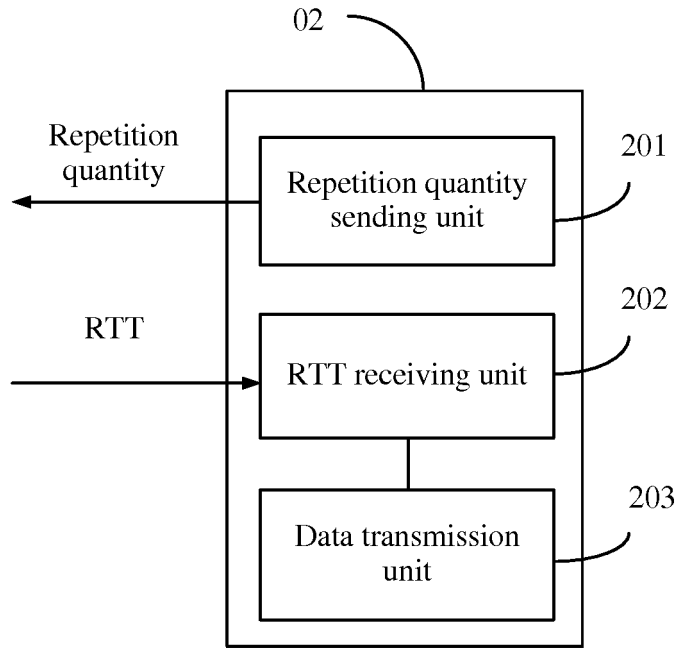 02
Repetition
quantity
Repetition quantity
sending unit
201
RTT
RTT receiving unit
202
Data transmission
unit
203